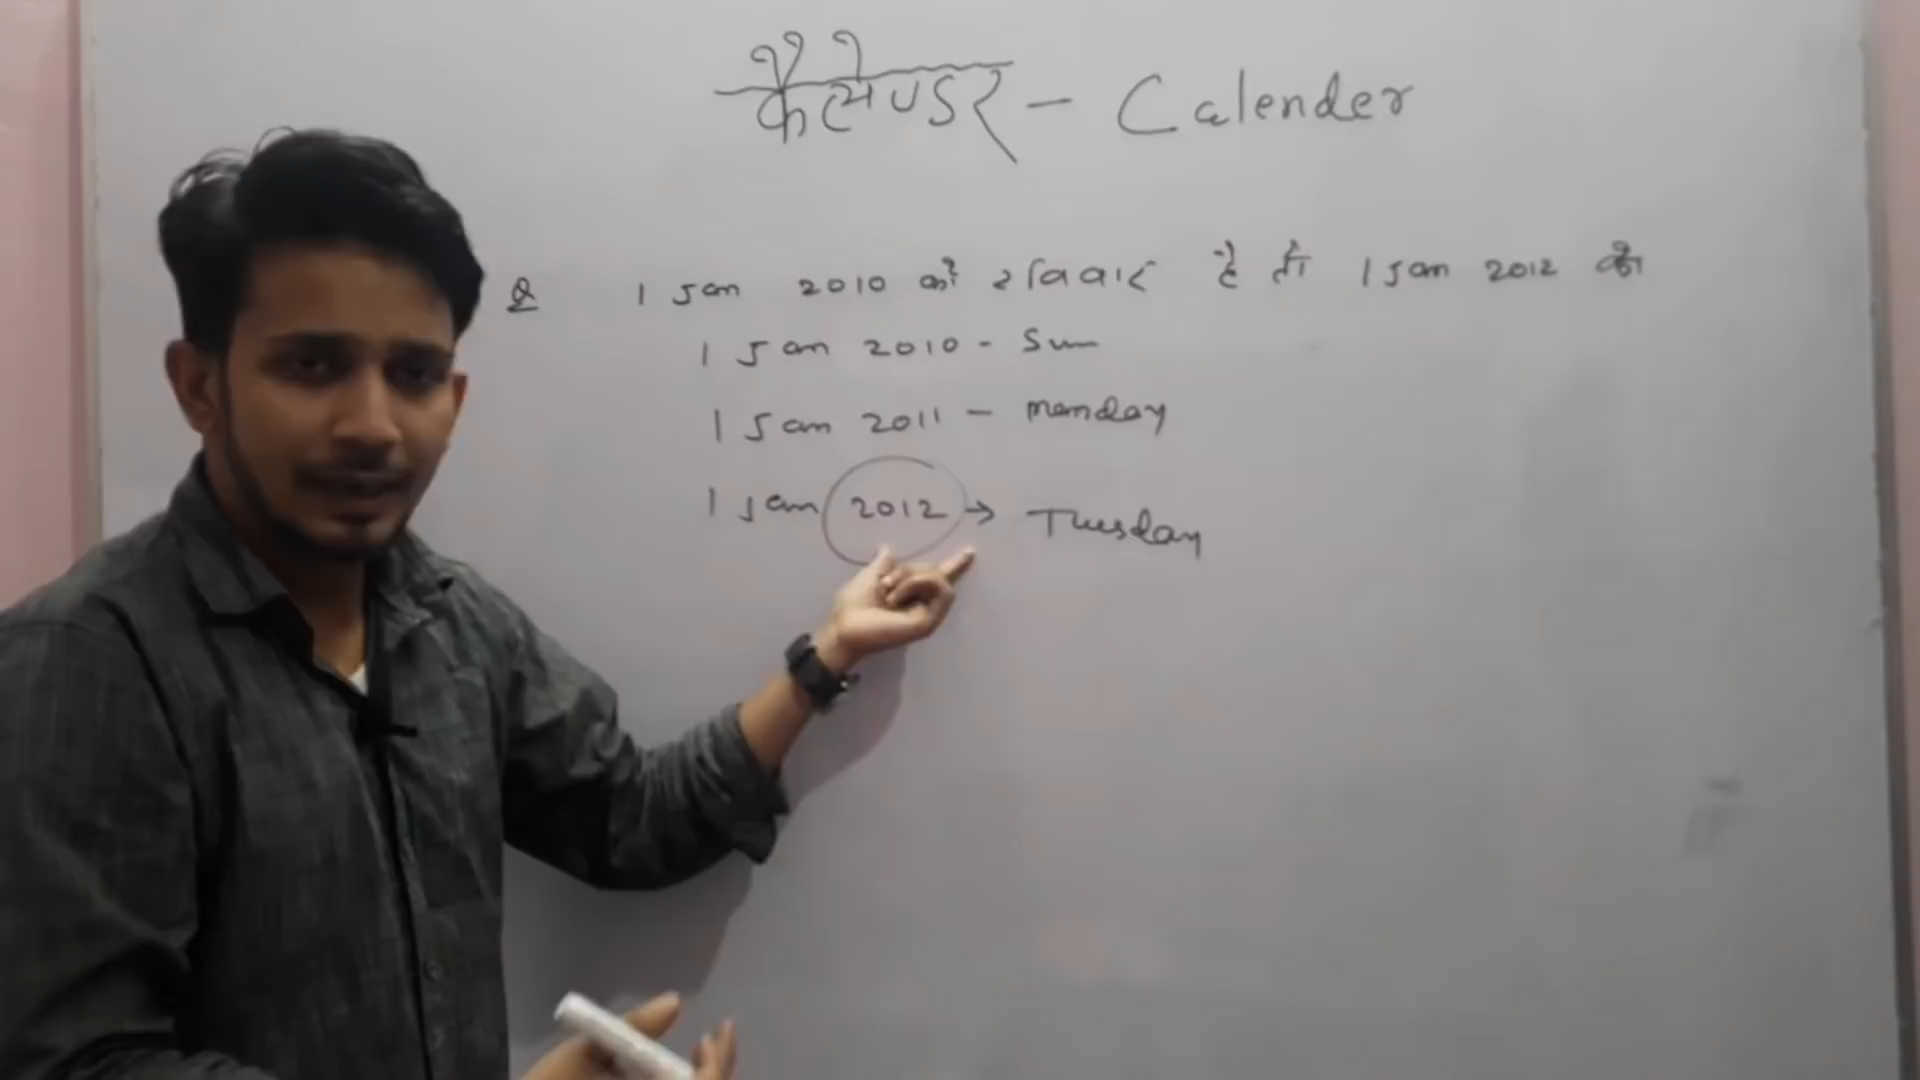 कैलेण्डर - Calender
Q 1 Jan 2010 को रविवार है तो 1 Jan 2012 को
1 Jan 2010 - Sun
1 Jan 2011 - Monday
1 Jan 2012 → Tuesday